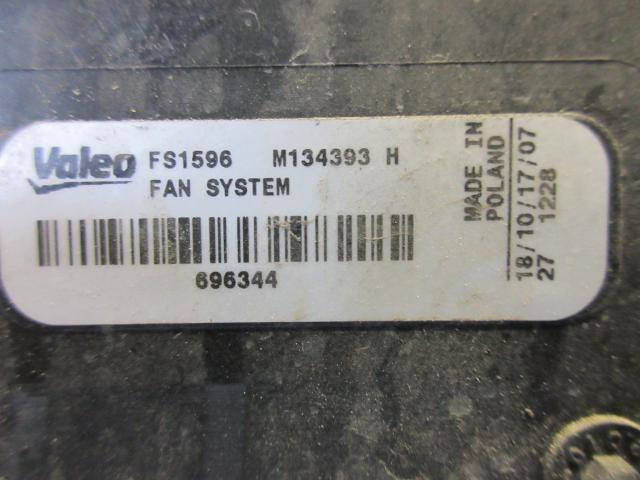 Valeo FS1596 M134393 H
FAN SYSTEM
696344
MADE IN
POLAND
18/10/17/07
27 1228